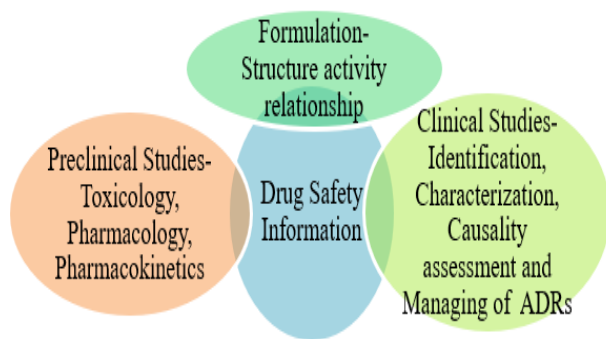 Formulation-
Structure activity
relationship
Preclinical Studies-
Toxicology,
Pharmacology,
Pharmacokinetics
Drug Safety
Information
Clinical Studies-
Identification,
Characterization,
Causality
assessment and
Managing of ADRs